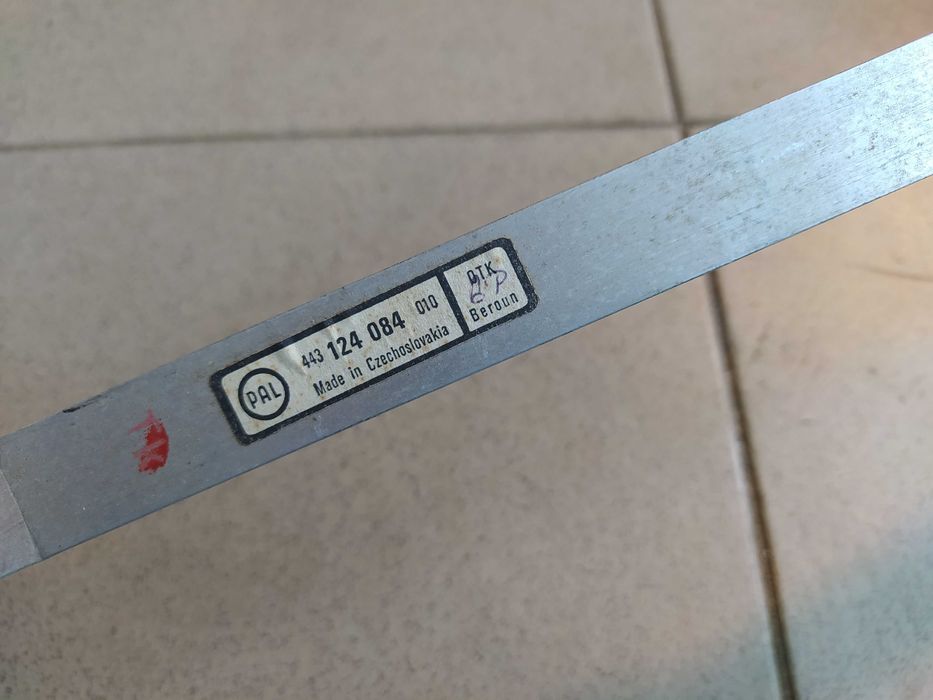 PAL
443 124 084 010
Made in Czechoslovakia
OTK
Beroun